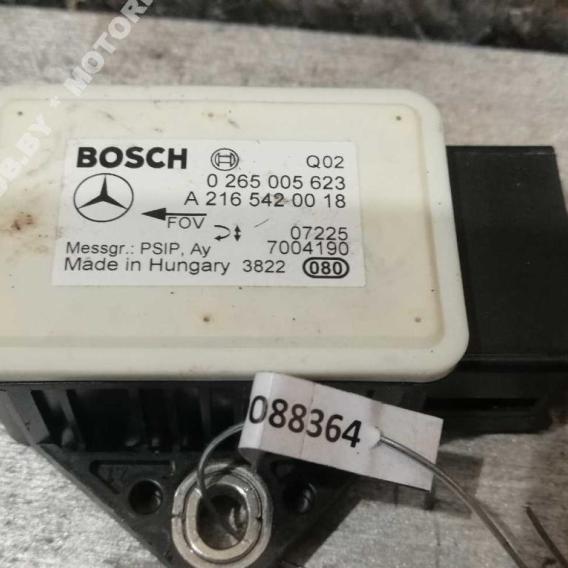 BOSCH Q02
0 265 005 623
A 216 542 00 18
FOV
07225
Messgr.: PSIP, Ay 7004190
Made in Hungary 3822 080
088364